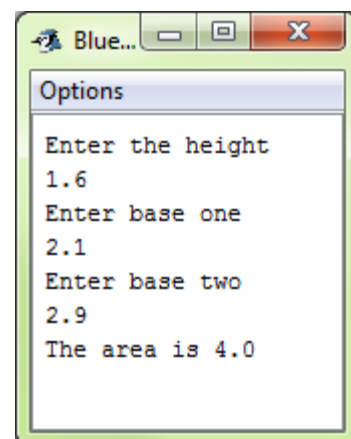 Blue...
Options
Enter the height
1.6
Enter base one
2.1
Enter base two
2.9
The area is 4.0